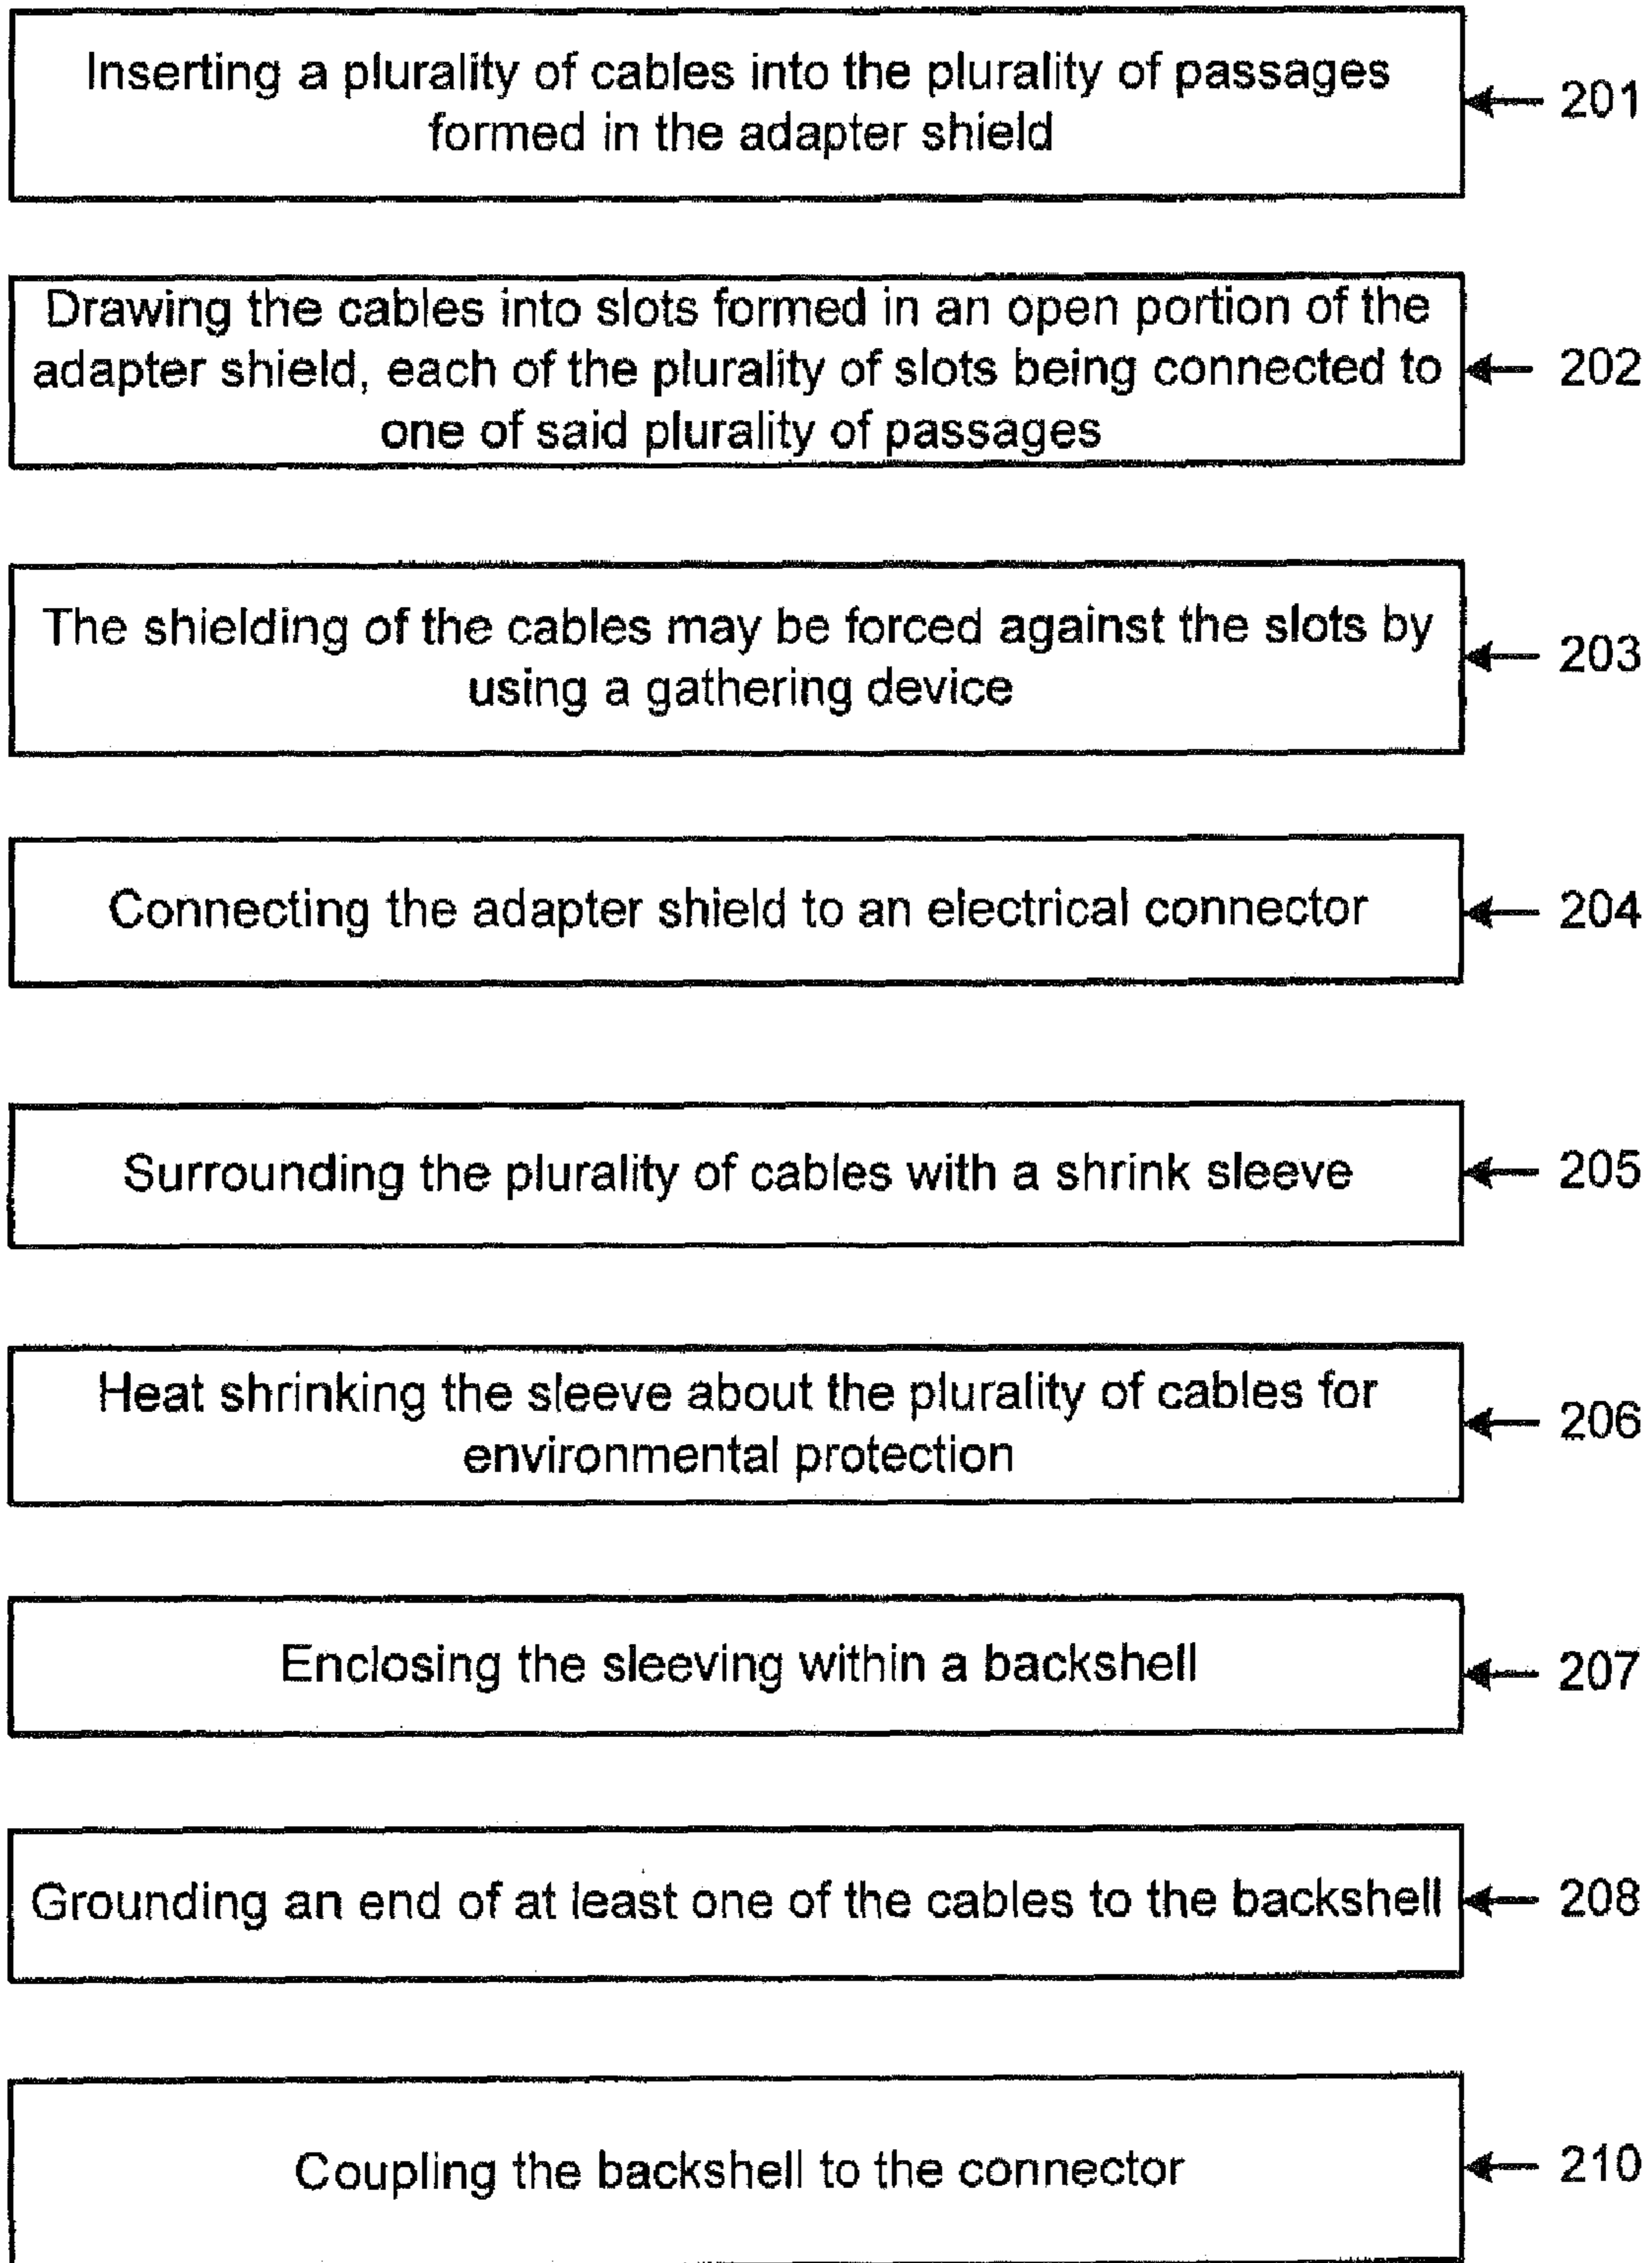 Inserting a plurality of cables into the plurality of passages
formed in the adapter shield
201
Drawing the cables into slots formed in an open portion of the
adapter shield, each of the plurality of slots being connected to
one of said plurality of passages
202
The shielding of the cables may be forced against the slots by
using a gathering device
203
Connecting the adapter shield to an electrical connector
204
Surrounding the plurality of cables with a shrink sleeve
205
Heat shrinking the sleeve about the plurality of cables for
environmental protection
206
Enclosing the sleeving within a backshell
207
Grounding an end of at least one of the cables to the backshell
208
Coupling the backshell to the connector
210